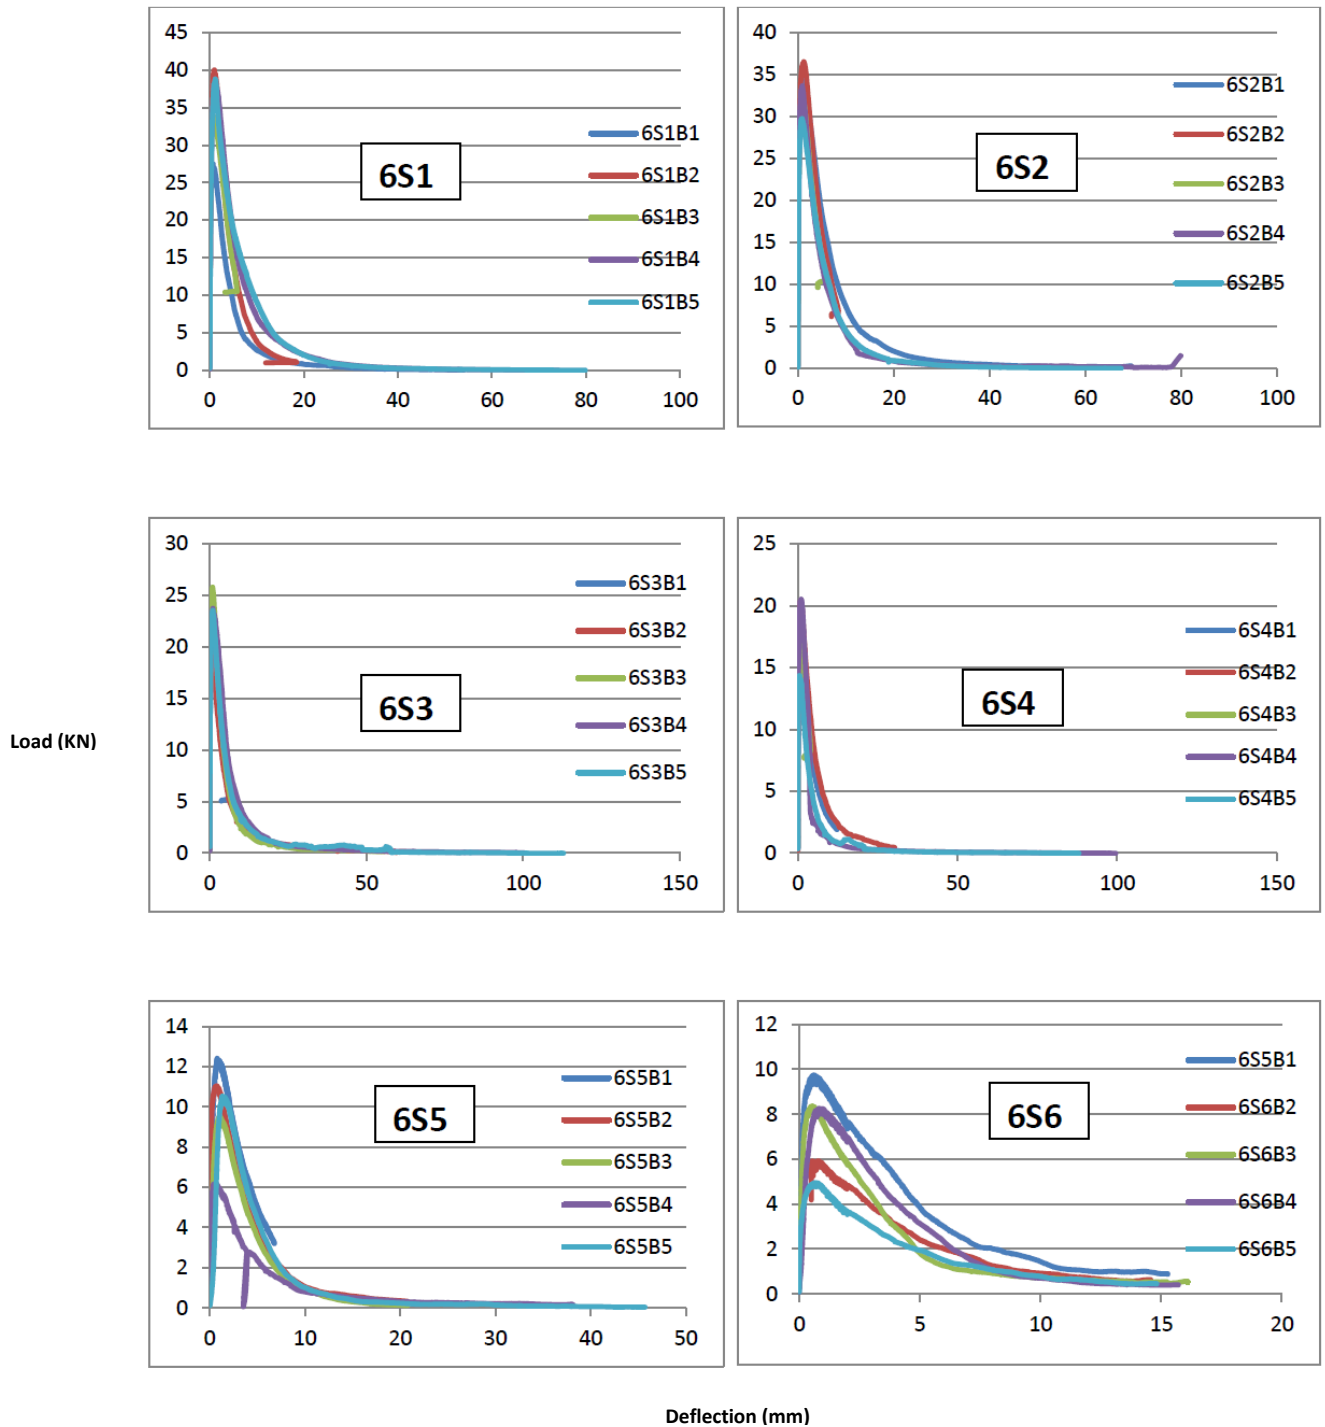 45
40
35
30
25
20
15
10
5
0
0 20 40 60 80 100
6S1
6S1B1
6S1B2
6S1B3
6S1B4
6S1B5
40
35
30
25
20
15
10
5
0
0 20 40 60 80 100
6S2
6S2B1
6S2B2
6S2B3
6S2B4
6S2B5
Load (KN)
30
25
20
15
10
5
0
0 50 100 150
6S3
6S3B1
6S3B2
6S3B3
6S3B4
6S3B5
25
20
15
10
5
0
0 50 100 150
6S4
6S4B1
6S4B2
6S4B3
6S4B4
6S4B5
14
12
10
8
6
4
2
0
0 10 20 30 40 50
6S5
6S5B1
6S5B2
6S5B3
6S5B4
6S5B5
12
10
8
6
4
2
0
0 5 10 15 20
6S6
6S5B1
6S6B2
6S6B3
6S6B4
6S6B5
Deflection (mm)